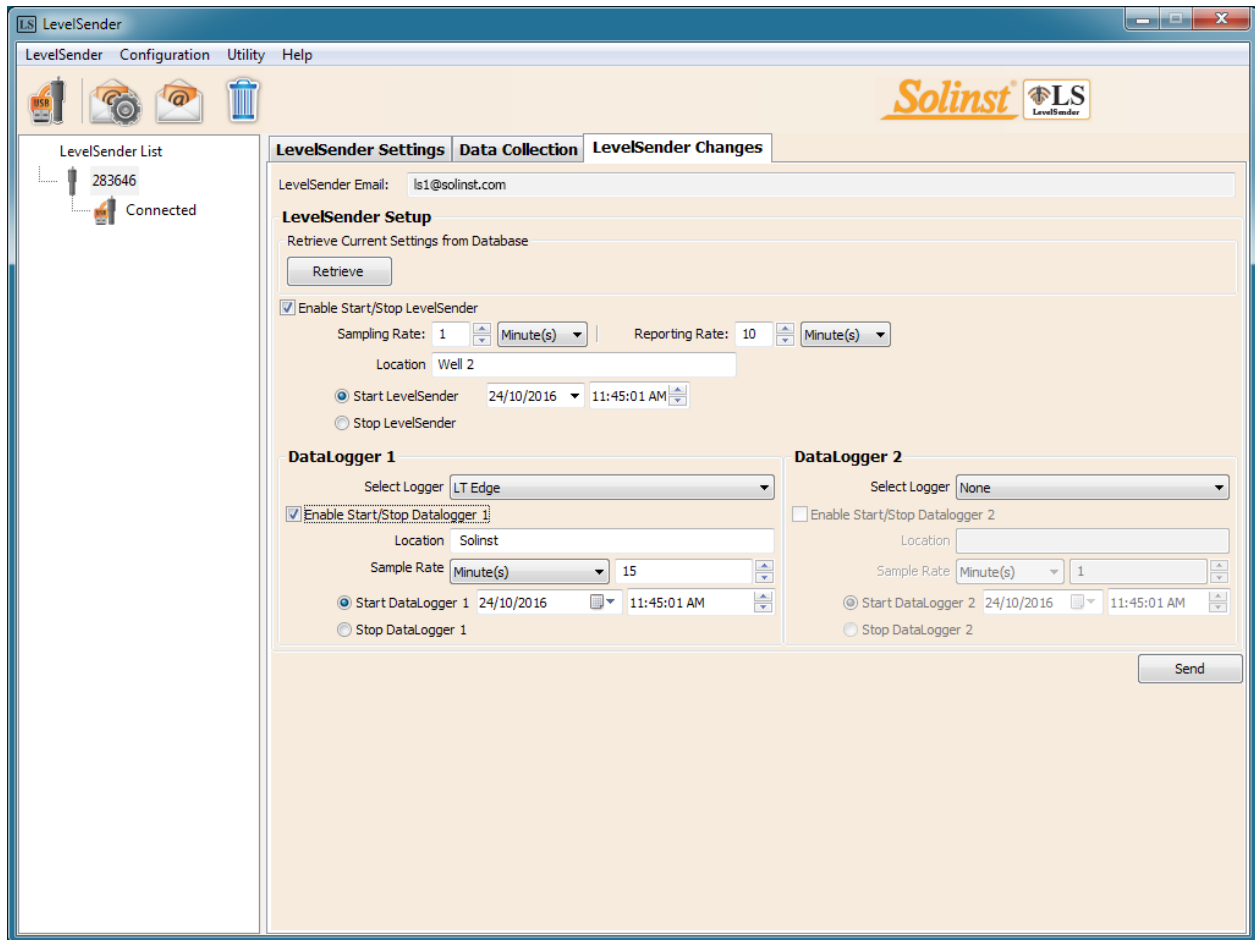 LS LevelSender
LevelSender Configuration Utility Help
USB
Solinst® LS
LevelSender
LevelSender List
283646
Connected
LevelSender Settings Data Collection LevelSender Changes
LevelSender Email: ls1@solinst.com
LevelSender Setup
Retrieve Current Settings from Database
Retrieve
Enable Start/Stop LevelSender
Sampling Rate: 1 Minute(s) Reporting Rate: 10 Minute(s)
Location Well 2
Start LevelSender 24/10/2016 11:45:01 AM
Stop LevelSender
DataLogger 1
Select Logger LT Edge
Enable Start/Stop Datalogger 1
Location Solinst
Sample Rate Minute(s) 15
Start DataLogger 1 24/10/2016 11:45:01 AM
Stop DataLogger 1
DataLogger 2
Select Logger None
Enable Start/Stop Datalogger 2
Location
Sample Rate Minute(s) 1
Start DataLogger 2 24/10/2016 11:45:01 AM
Stop DataLogger 2
Send